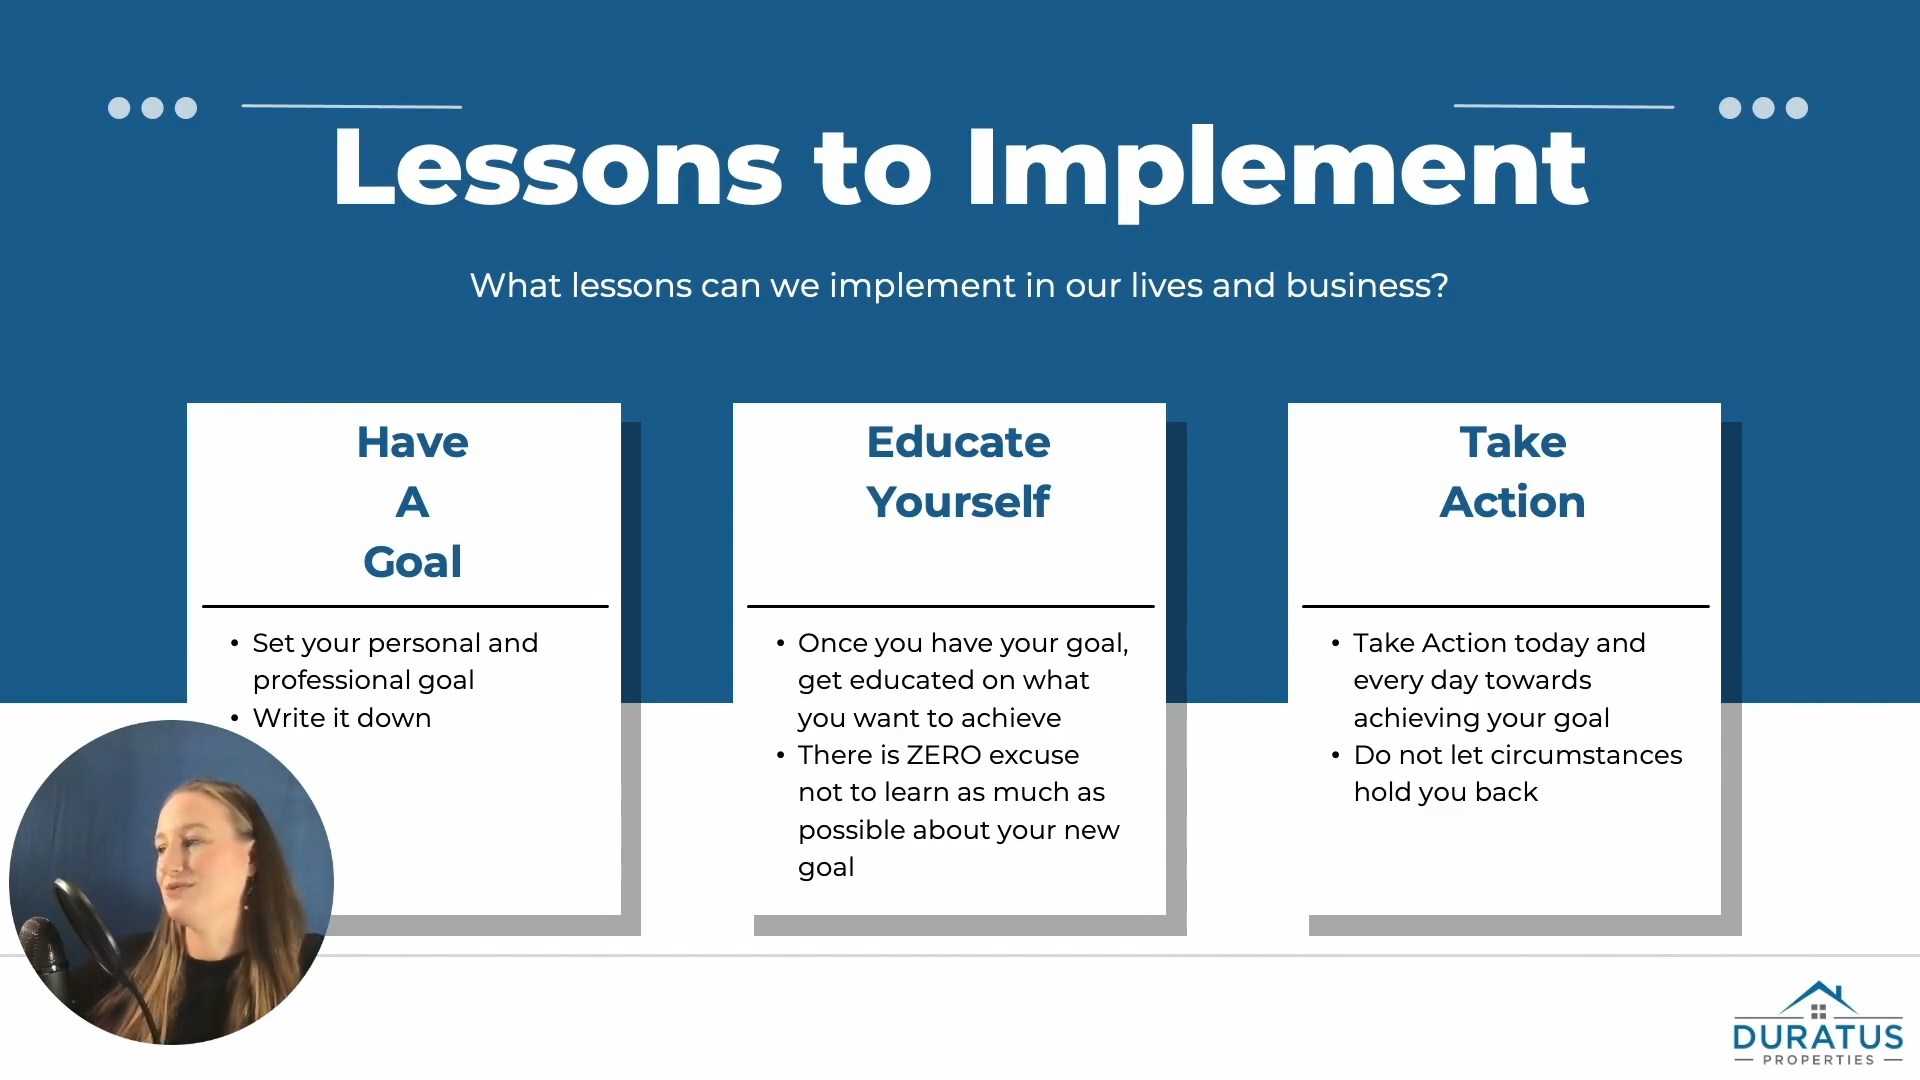 Lessons to Implement
What lessons can we implement in our lives and business?
Have
A
Goal
• Set your personal and
professional goal
• Write it down
Educate
Yourself
• Once you have your goal,
get educated on what
you want to achieve
• There is ZERO excuse
not to learn as much as
possible about your new
goal
Take
Action
• Take Action today and
every day towards
achieving your goal
• Do not let circumstances
hold you back
DURATUS
PROPERTIES